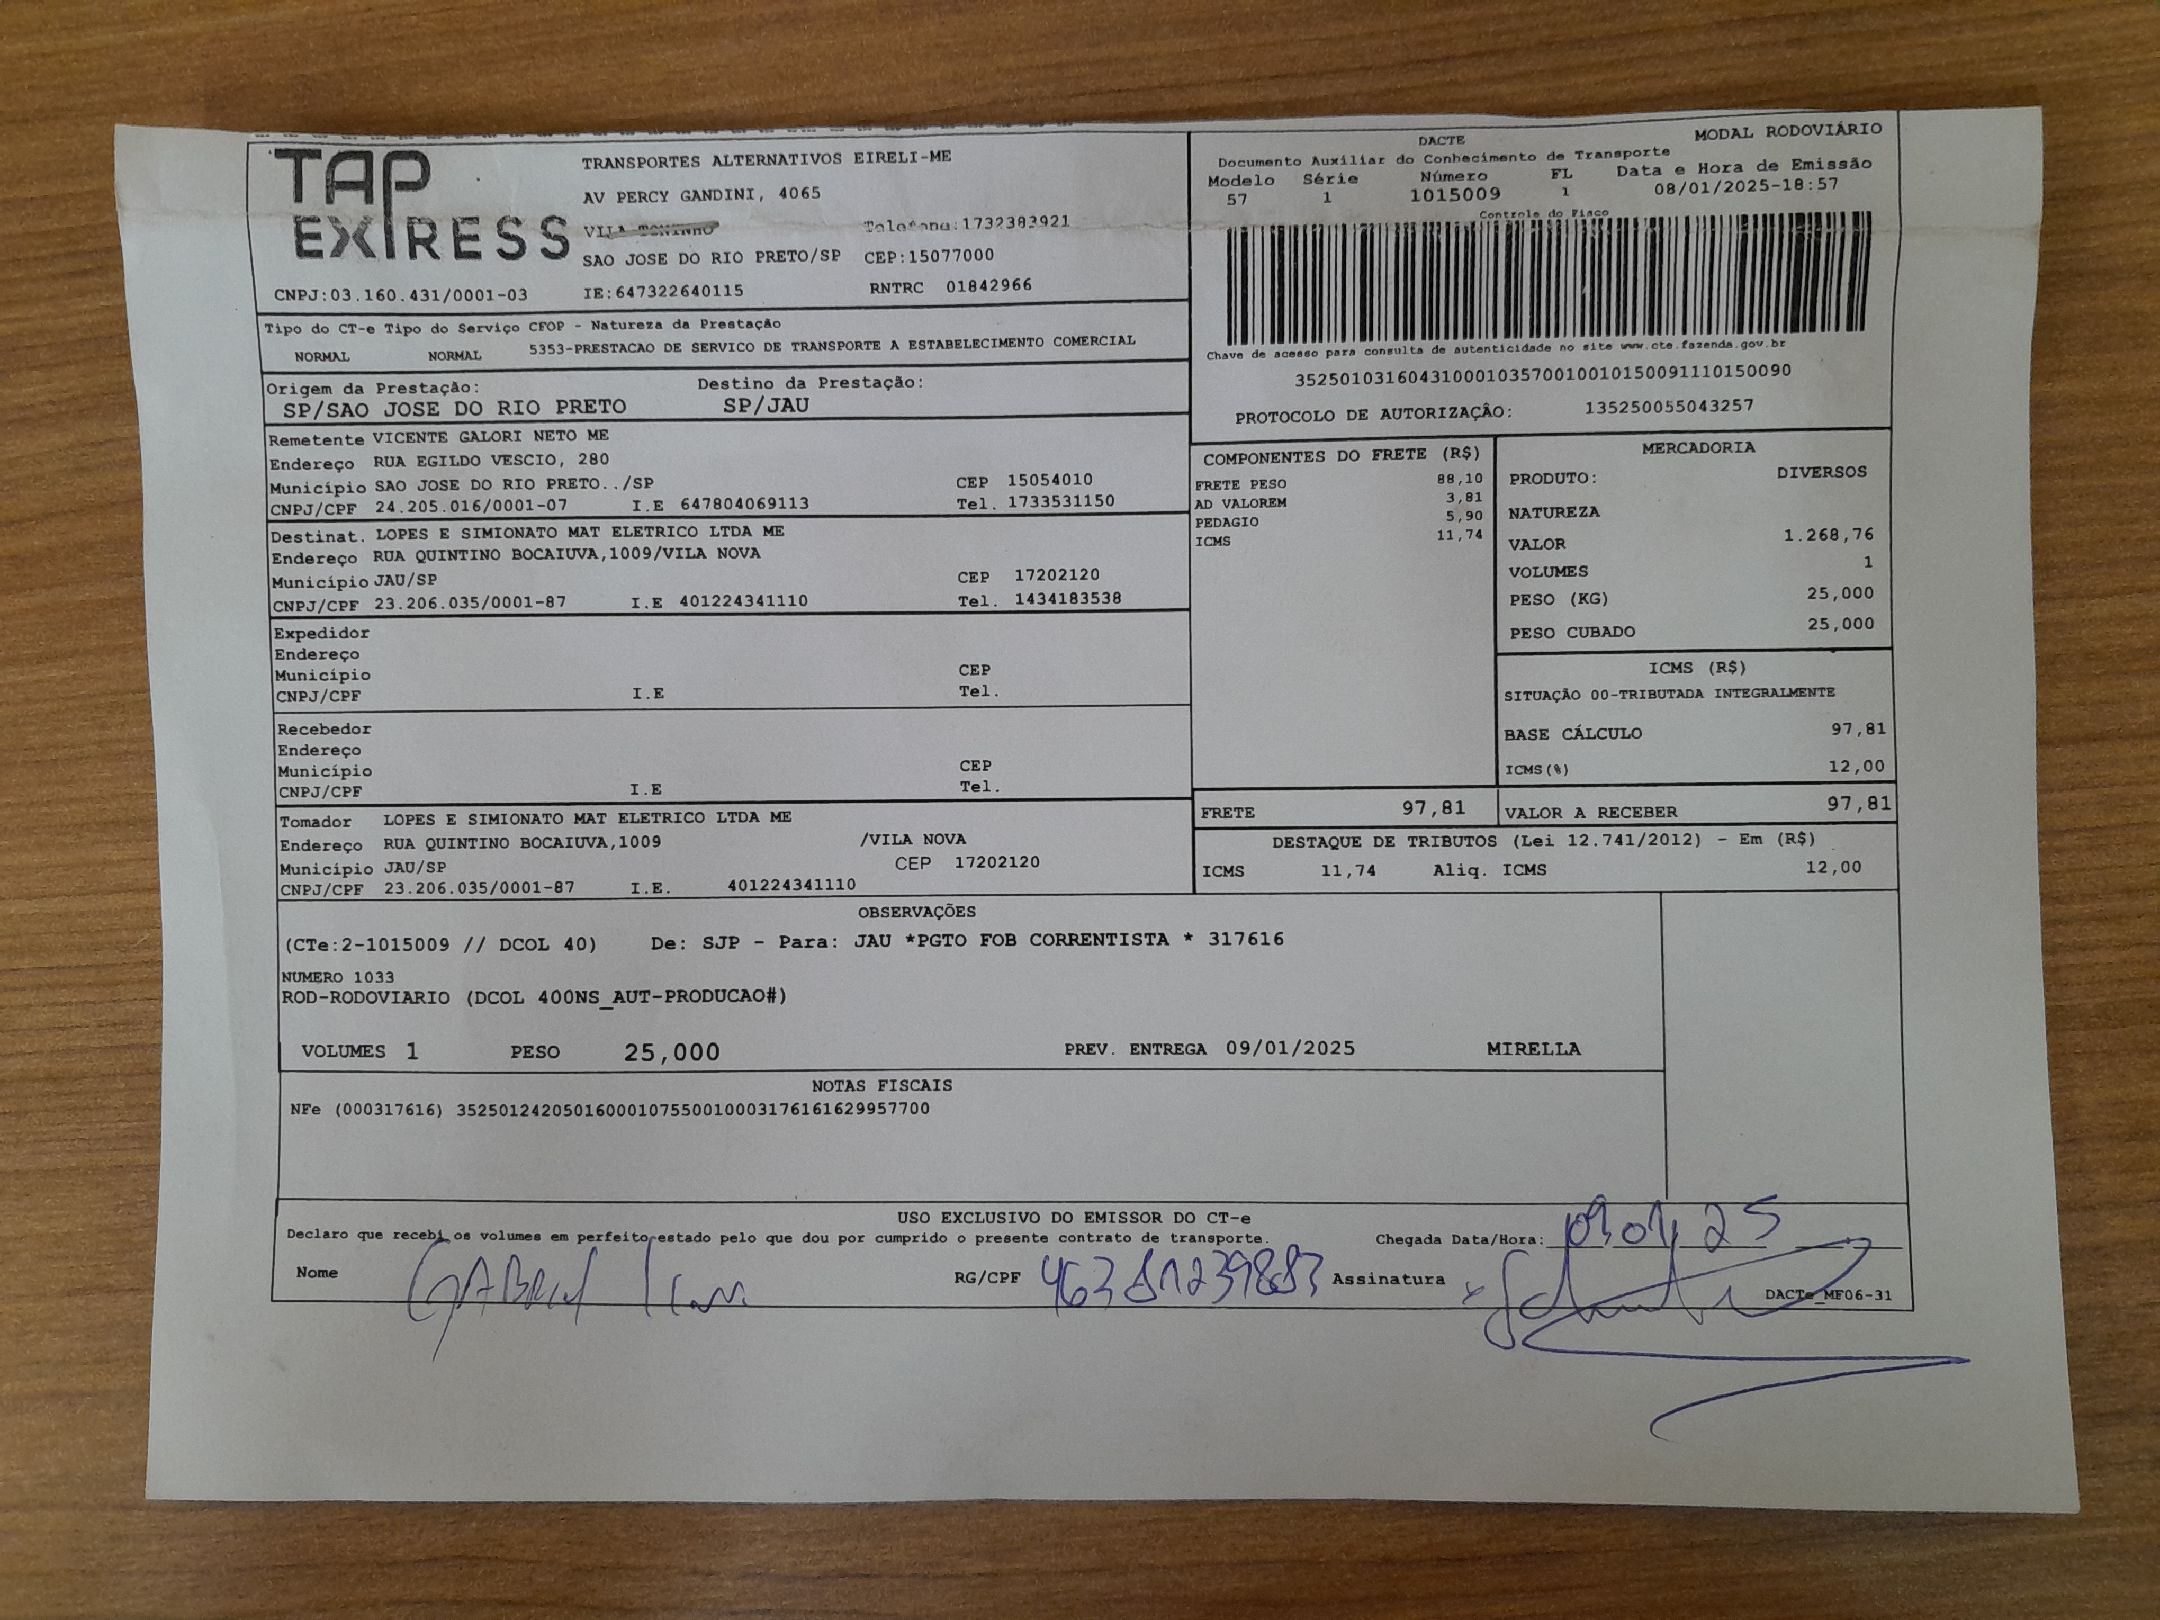 TAP EXPRESS
TRANSPORTES ALTERNATIVOS EIRELI-ME
AV PERCY GANDINI, 4065
VILA TONINHO Telefone:1732383921
SAO JOSE DO RIO PRETO/SP CEP:15077000
CNPJ:03.160.431/0001-03 IE:647322640115 RNTRC 01842966
DACTE MODAL RODOVIÁRIO
Documento Auxiliar do Conhecimento de Transporte
Modelo Série Número FL Data e Hora de Emissão
57 1 1015009 1 08/01/2025-18:57
Controle do Fisco
Chave de acesso para consulta de autenticidade no site www.cte.fazenda.gov.br
35250103160431000103570010010150091110150090
PROTOCOLO DE AUTORIZAÇÃO: 135250055043257
Tipo do CT-e Tipo do Serviço CFOP - Natureza da Prestação
NORMAL NORMAL 5353-PRESTACAO DE SERVICO DE TRANSPORTE A ESTABELECIMENTO COMERCIAL
Origem da Prestação: Destino da Prestação:
SP/SAO JOSE DO RIO PRETO SP/JAU
Remetente VICENTE GALORI NETO ME
Endereço RUA EGILDO VESCIO, 280
Município SAO JOSE DO RIO PRETO../SP CEP 15054010
CNPJ/CPF 24.205.016/0001-07 I.E 647804069113 Tel. 1733531150
Destinat. LOPES E SIMIONATO MAT ELETRICO LTDA ME
Endereço RUA QUINTINO BOCAIUVA,1009/VILA NOVA
Município JAU/SP CEP 17202120
CNPJ/CPF 23.206.035/0001-87 I.E 401224341110 Tel. 1434183538
Expedidor
Endereço
Município CEP
CNPJ/CPF I.E Tel.
Recebedor
Endereço
Município CEP
CNPJ/CPF I.E Tel.
Tomador LOPES E SIMIONATO MAT ELETRICO LTDA ME
Endereço RUA QUINTINO BOCAIUVA,1009 /VILA NOVA
Município JAU/SP CEP 17202120
CNPJ/CPF 23.206.035/0001-87 I.E. 401224341110
COMPONENTES DO FRETE (R$)
FRETE PESO 88,10
AD VALOREM 3,81
PEDAGIO 5,90
ICMS 11,74
MERCADORIA
PRODUTO: DIVERSOS
NATUREZA
VALOR 1.268,76
VOLUMES 1
PESO (KG) 25,000
PESO CUBADO 25,000
ICMS (R$)
SITUAÇÃO 00-TRIBUTADA INTEGRALMENTE
BASE CÁLCULO 97,81
ICMS(%) 12,00
FRETE 97,81 VALOR A RECEBER 97,81
DESTAQUE DE TRIBUTOS (Lei 12.741/2012) - Em (R$)
ICMS 11,74 Aliq. ICMS 12,00
OBSERVAÇÕES
(CTe:2-1015009 // DCOL 40) De: SJP - Para: JAU *PGTO FOB CORRENTISTA * 317616
NUMERO 1033
ROD-RODOVIARIO (DCOL 400NS_AUT-PRODUCAO#)
VOLUMES 1 PESO 25,000 PREV. ENTREGA 09/01/2025 MIRELLA
NOTAS FISCAIS
NFe (000317616) 35250124205016000107550010003176161629957700
USO EXCLUSIVO DO EMISSOR DO CT-e
Declaro que recebi os volumes em perfeito estado pelo que dou por cumprido o presente contrato de transporte. Chegada Data/Hora: 09 01 25
Nome GABRIEL RG/CPF Assinatura
DACTe_MF06-31